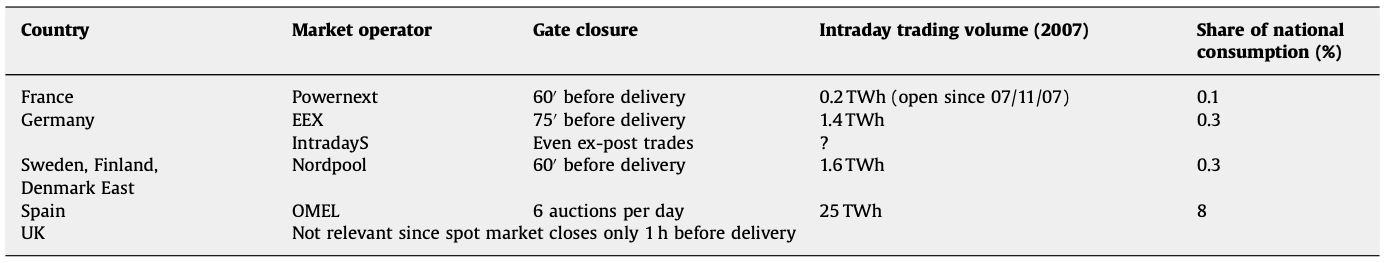 Country Market operator Gate closure Intraday trading volume (2007) Share of national
consumption (%)
France Powernext 60′ before delivery 0.2 TWh (open since 07/11/07) 0.1
Germany EEX 75′ before delivery 1.4 TWh 0.3
IntradayS Even ex-post trades ?
Sweden, Finland, Nordpool 60′ before delivery 1.6 TWh 0.3
Denmark East
Spain OMEL 6 auctions per day 25 TWh 8
UK Not relevant since spot market closes only 1 h before delivery